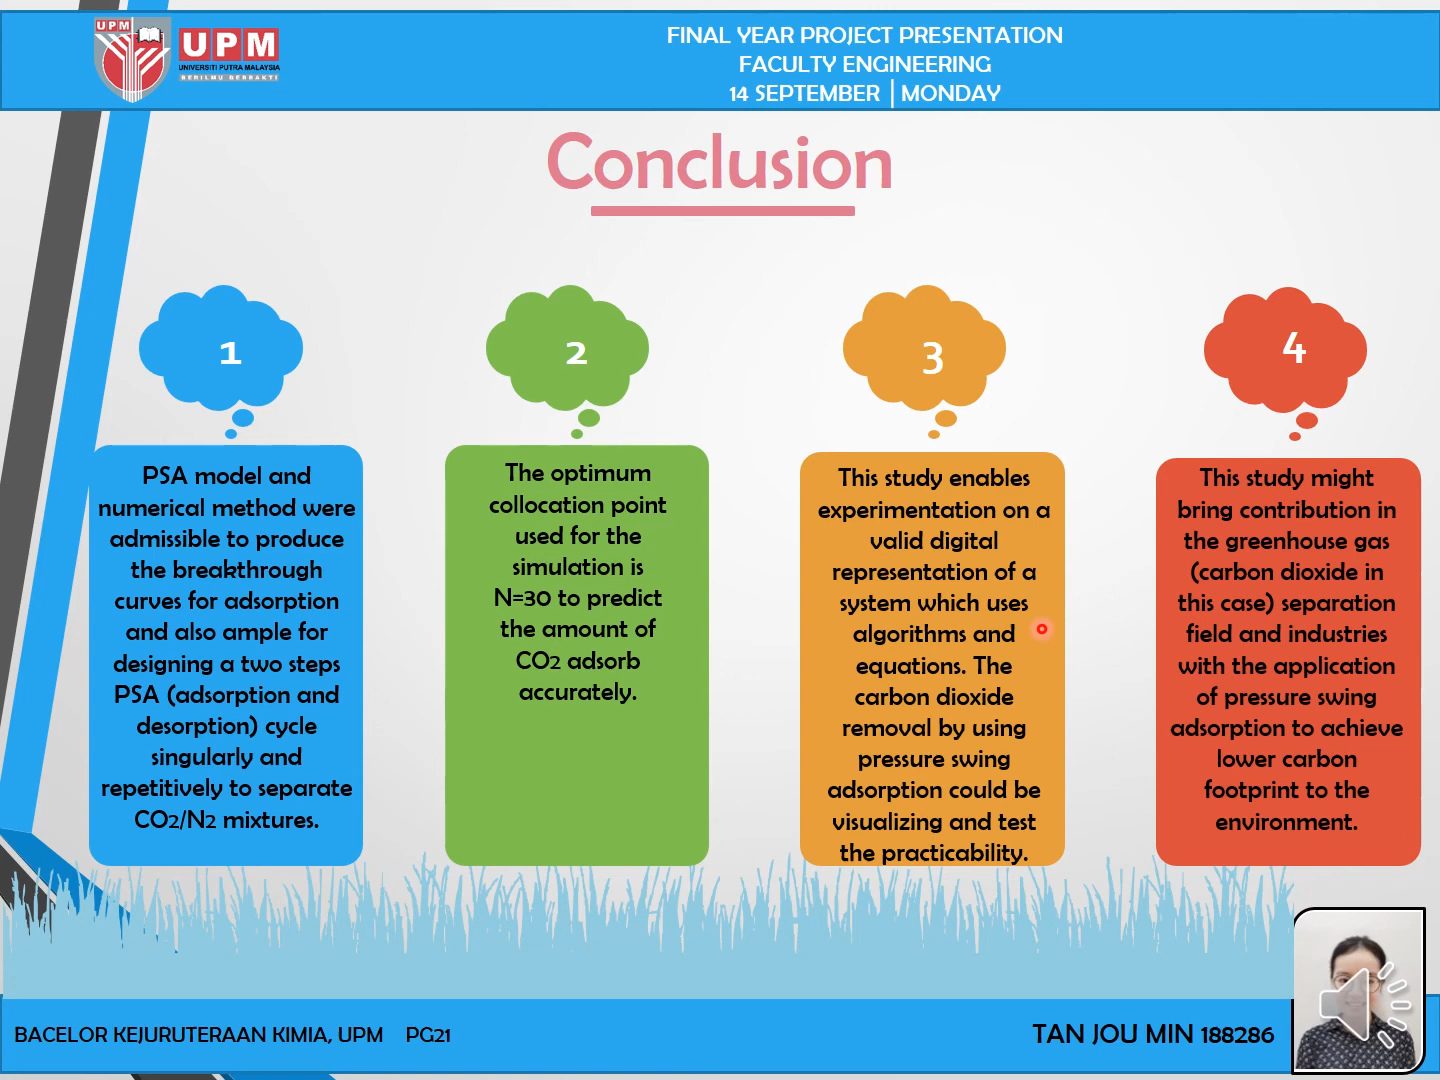 UPM
UPM
UNIVERSITI PUTRA MALAYSIA
BERILMU BERBAKTI
FINAL YEAR PROJECT PRESENTATION
FACULTY ENGINEERING
14 SEPTEMBER | MONDAY
Conclusion
1
PSA model and
numerical method were
admissible to produce
the breakthrough
curves for adsorption
and also ample for
designing a two steps
PSA (adsorption and
desorption) cycle
singularly and
repetitively to separate
CO2/N2 mixtures.
2
The optimum
collocation point
used for the
simulation is
N=30 to predict
the amount of
CO2 adsorb
accurately.
3
This study enables
experimentation on a
valid digital
representation of a
system which uses
algorithms and
equations. The
carbon dioxide
removal by using
pressure swing
adsorption could be
visualizing and test
the practicability.
4
This study might
bring contribution in
the greenhouse gas
(carbon dioxide in
this case) separation
field and industries
with the application
of pressure swing
adsorption to achieve
lower carbon
footprint to the
environment.
BACELOR KEJURUTERAAN KIMIA, UPM PG21
TAN JOU MIN 188286